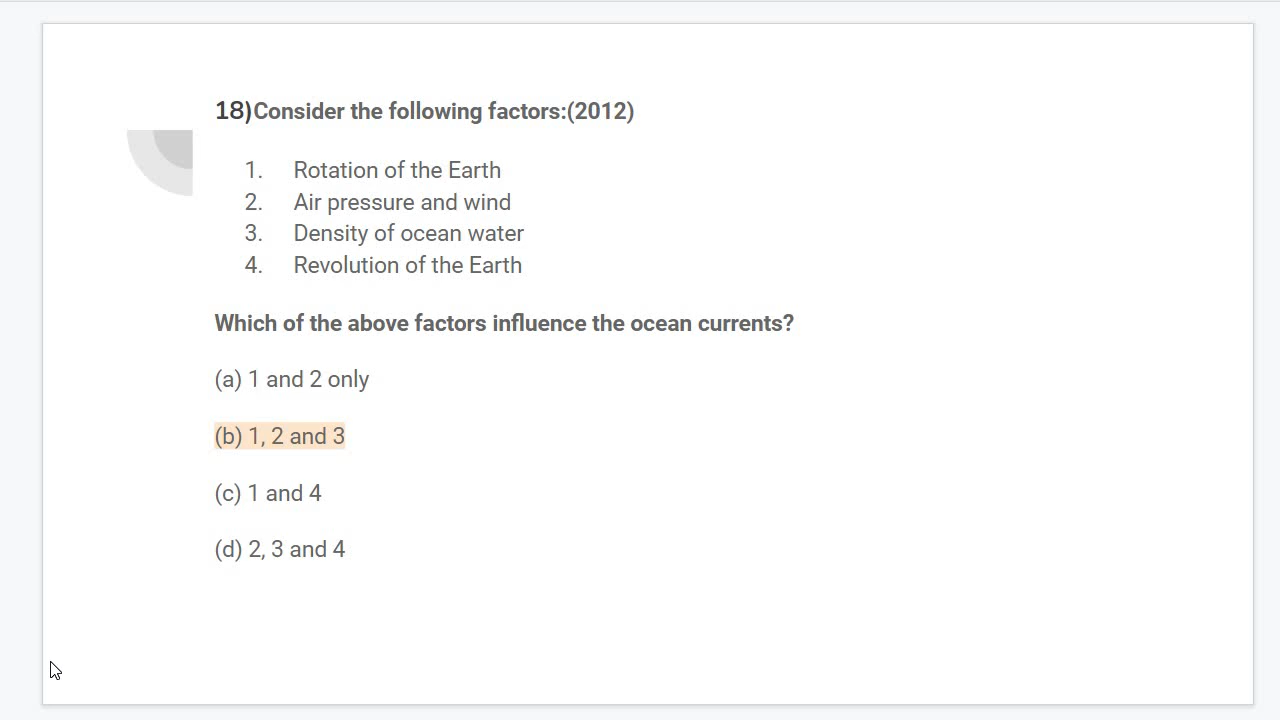 18)Consider the following factors:(2012)
1. Rotation of the Earth
2. Air pressure and wind
3. Density of ocean water
4. Revolution of the Earth
Which of the above factors influence the ocean currents?
(a) 1 and 2 only
(b) 1, 2 and 3
(c) 1 and 4
(d) 2, 3 and 4